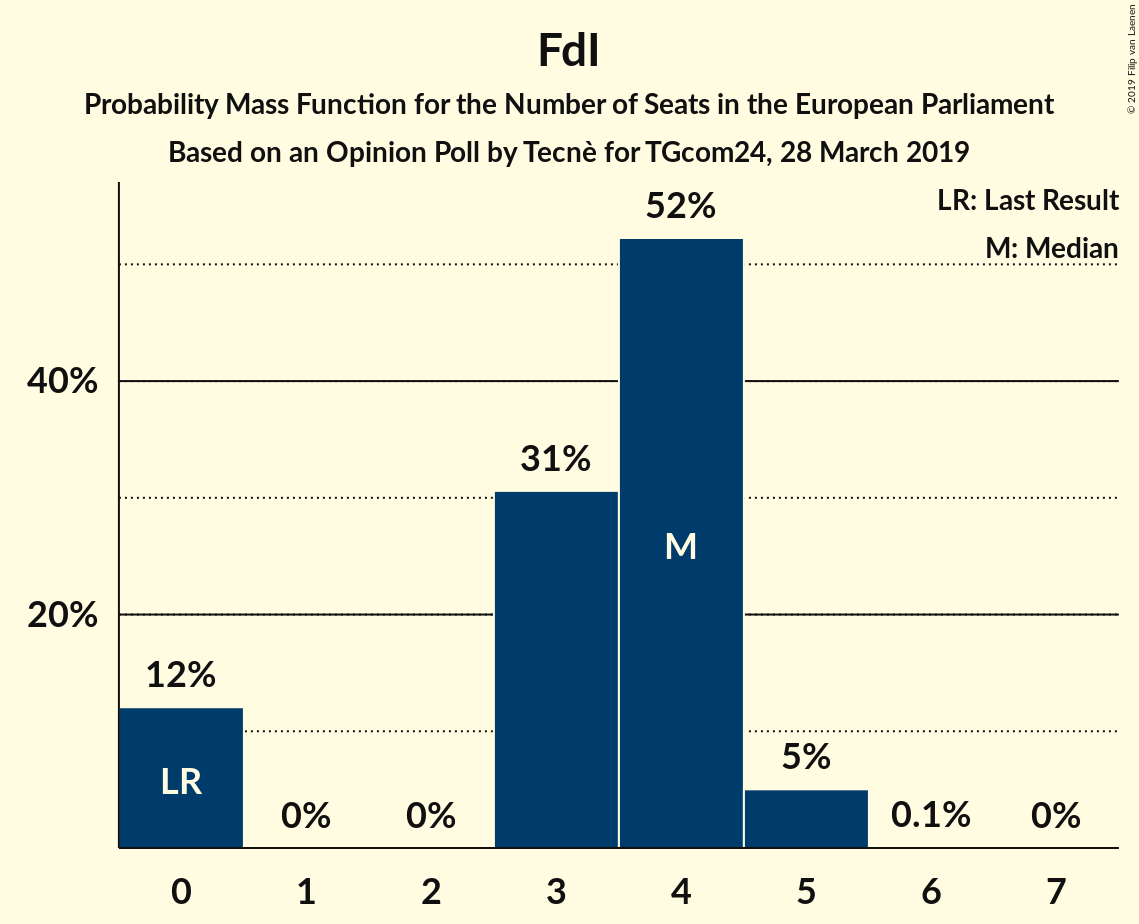 FdI
Probability Mass Function for the Number of Seats in the European Parliament
Based on an Opinion Poll by Tecnè for TGcom24, 28 March 2019
© 2019 Filip van Laenen
LR: Last Result
M: Median
52%
40%
31%
M
20%
12%
LR
0%
0%
5%
0.1%
0%
0 1 2 3 4 5 6 7